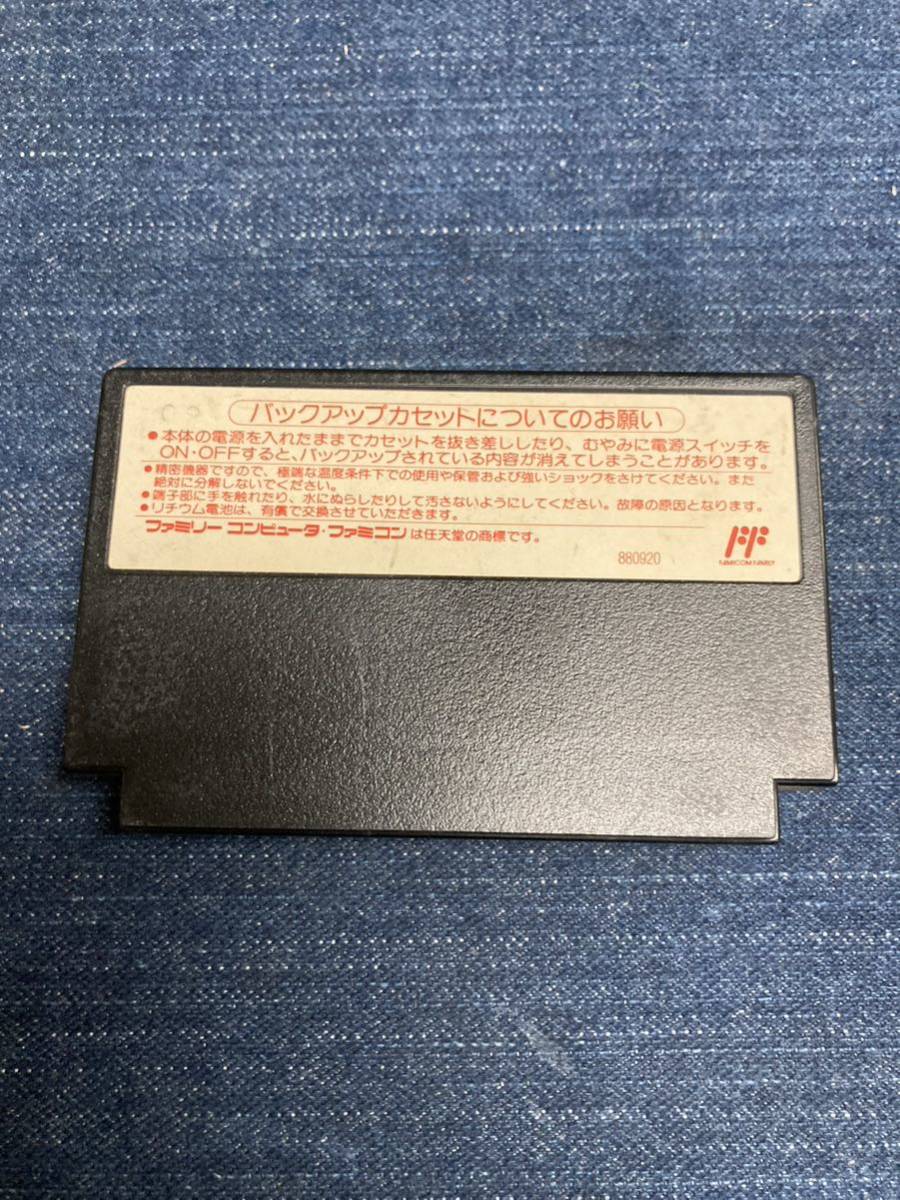 バックアップカセットについてのお願い
●本体の電源を入れたままでカセットを抜き差ししたり、むやみに電源スイッチを
ON・OFFすると、バックアップされている内容が消えてしまうことがあります。
●精密機器ですので、極端な温度条件下での使用や保管および強いショックをさけてください。また
絶対に分解しないでください。
●端子部に手を触れたり、水にぬらしたりして汚さないようにしてください。故障の原因となります。
●リチウム電池は、有償で交換させていただきます。
ファミリー コンピュータ・ファミコンは任天堂の商標です。
880920
FAMICOM FAMILY